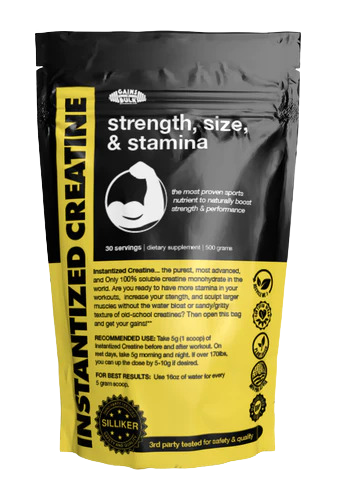 GAINS
BULK
INSTANTIZED CREATINE
strength, size,
& stamina
the most proven sports
nutrient to naturally boost
strength & performance
30 servings | dietary supplement | 500 grams
Instantized Creatine... the purest, most advanced,
and Only 100% soluble creatine monohydrate in the
world. Are you ready to have more stamina in your
workouts, increase your stength, and sculpt larger
muscles without the water bloat or sandy/gritty
texture of old-school creatines? Then open this bag
and get your gains!**
RECOMMENDED USE: Take 5g (1 scoop) of
Instantized Creatine before and after workout. On
rest days, take 5g morning and night. If over 170lbs,
you can up the dose by 5-10g if desired.
FOR BEST RESULTS: Use 16oz of water for every
5 gram scoop.
SILLIKER
3rd party tested for safety & quality